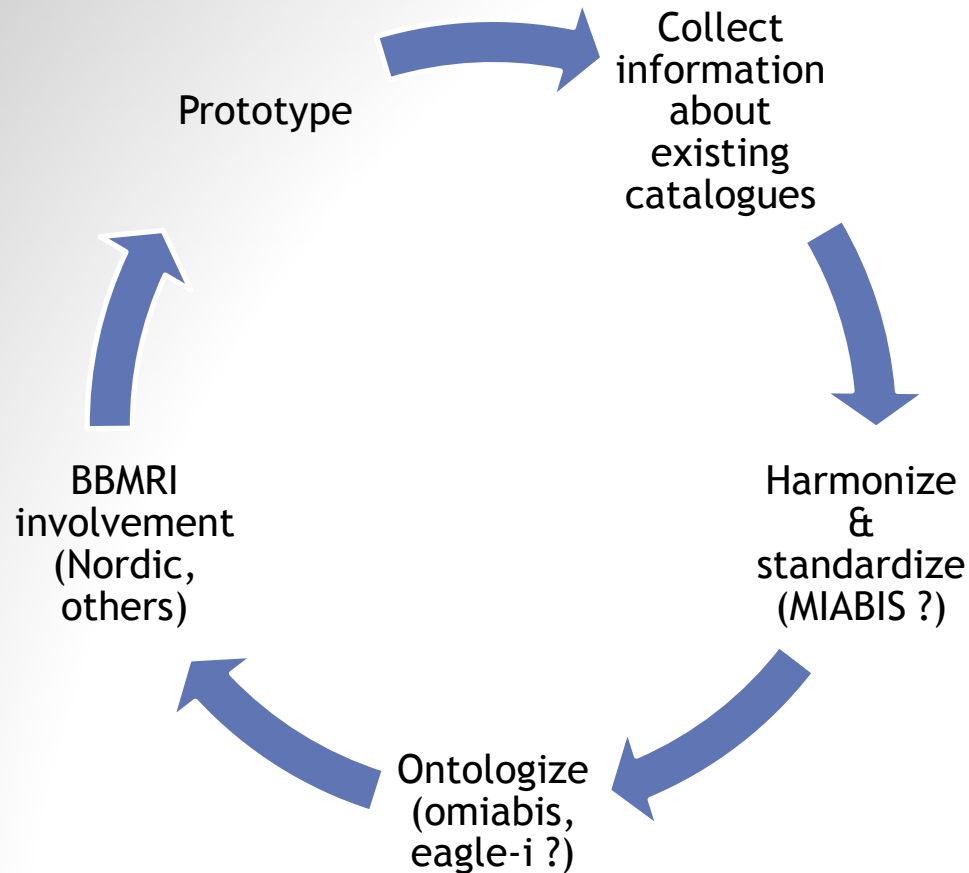 Collect
information
about
existing
catalogues
Harmonize
&
standardize
(MIABIS ?)
Ontologize
(omiabis,
eagle-i ?)
BBMRI
involvement
(Nordic,
others)
Prototype